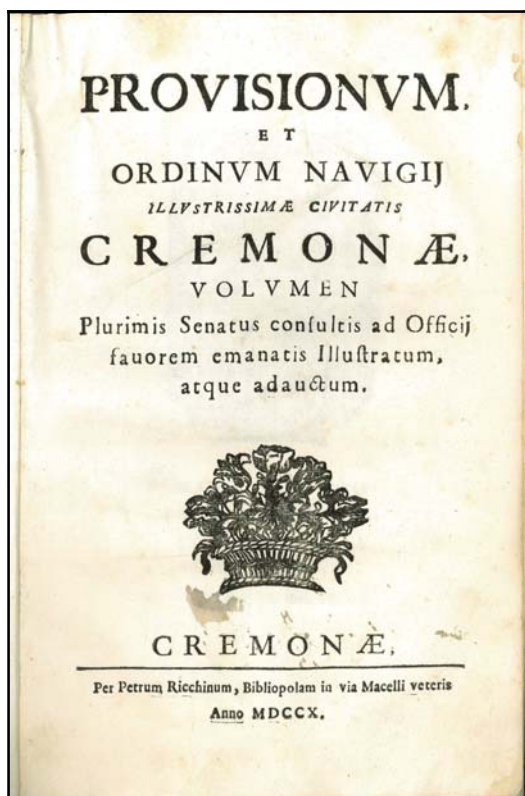 PROVISIONVM,
ET
ORDINVM NAVIGIJ
ILLVSTRISSIMÆ CIVITATIS
CREMONÆ,
VOLVMEN
Plurimis Senatus conſultis ad Officij
fauorem emanatis Illuſtratum,
atque adauctum.
CREMONÆ,
Per Petrum Ricchinum, Bibliopolam in via Macelli veteris
Anno MDCCX.